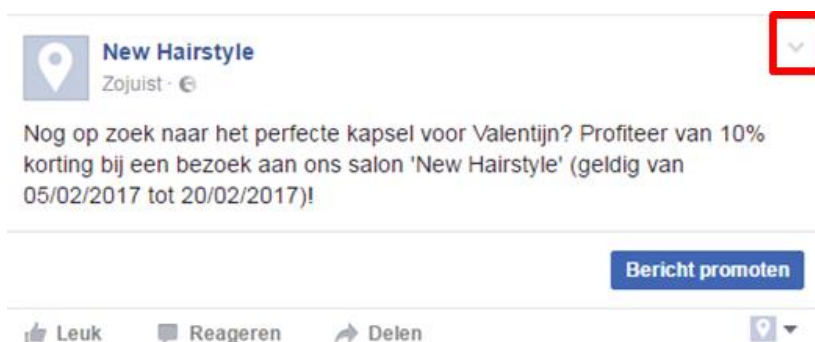 New Hairstyle
Zojuist ·
Nog op zoek naar het perfecte kapsel voor Valentijn? Profiteer van 10%
korting bij een bezoek aan ons salon 'New Hairstyle' (geldig van
05/02/2017 tot 20/02/2017)!
Bericht promoten
Leuk Reageren Delen